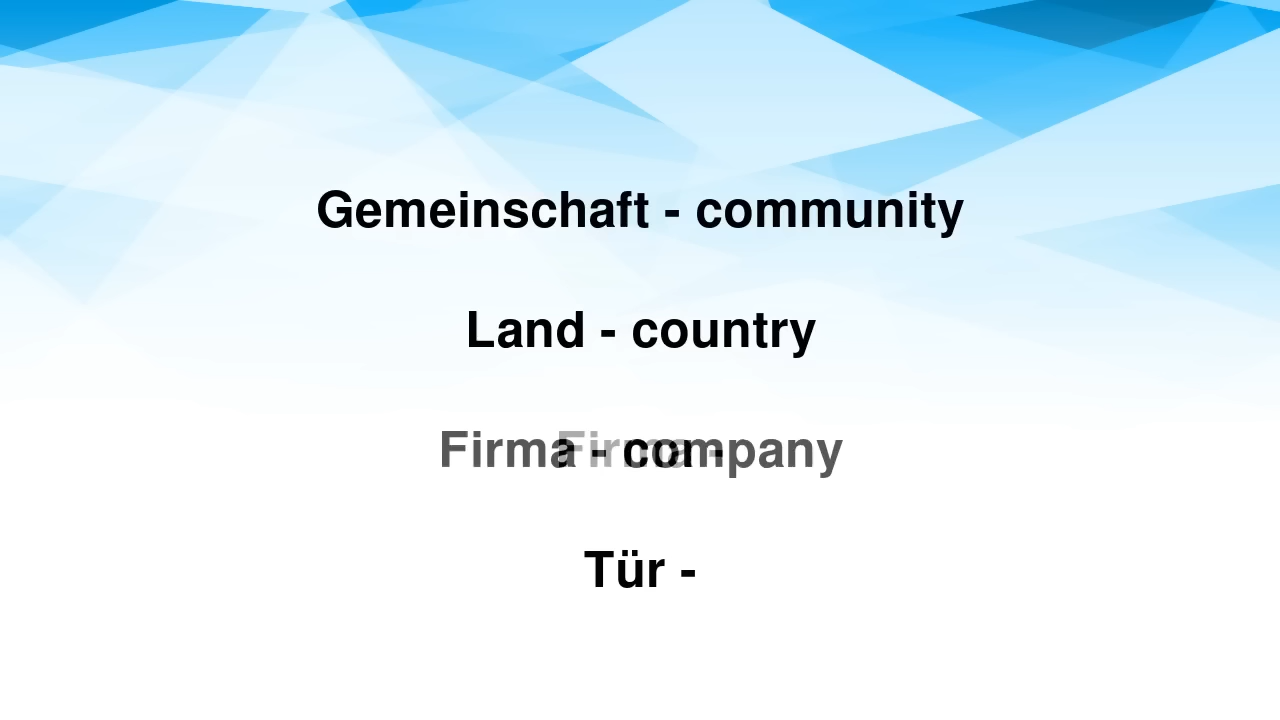 Gemeinschaft - community
Land - country
Firma - company
Tür -